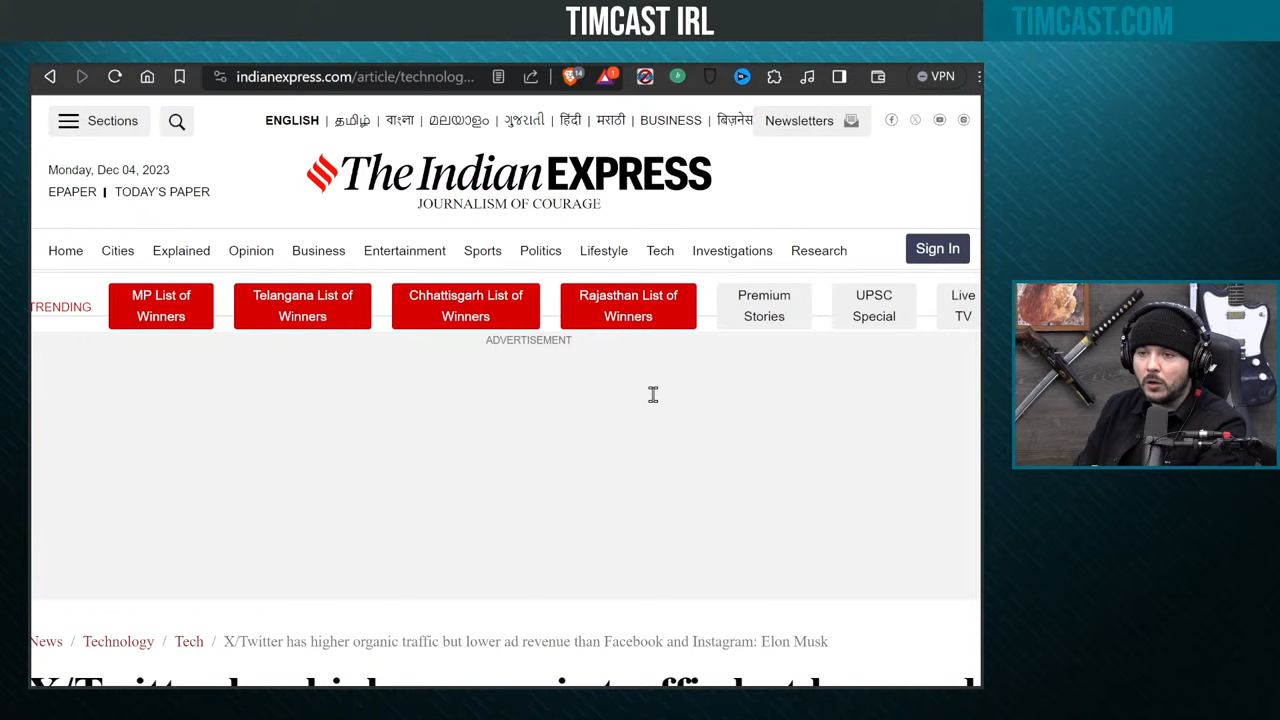 TIMCAST IRL
TIMCAST.COM
indianexpress.com/article/technolog...
14
1
VPN
Sections
ENGLISH | தமிழ் | বাংলা | മലയാളം | ગુજરાતી | हिंदी | मराठी | BUSINESS | बिज़नेस
Newsletters
Monday, Dec 04, 2023
EPAPER | TODAY'S PAPER
The Indian EXPRESS
JOURNALISM OF COURAGE
Home Cities Explained Opinion Business Entertainment Sports Politics Lifestyle Tech Investigations Research
Sign In
TRENDING
MP List of
Winners
Telangana List of
Winners
Chhattisgarh List of
Winners
Rajasthan List of
Winners
Premium
Stories
UPSC
Special
Live
TV
ADVERTISEMENT
News / Technology / Tech / X/Twitter has higher organic traffic but lower ad revenue than Facebook and Instagram: Elon Musk